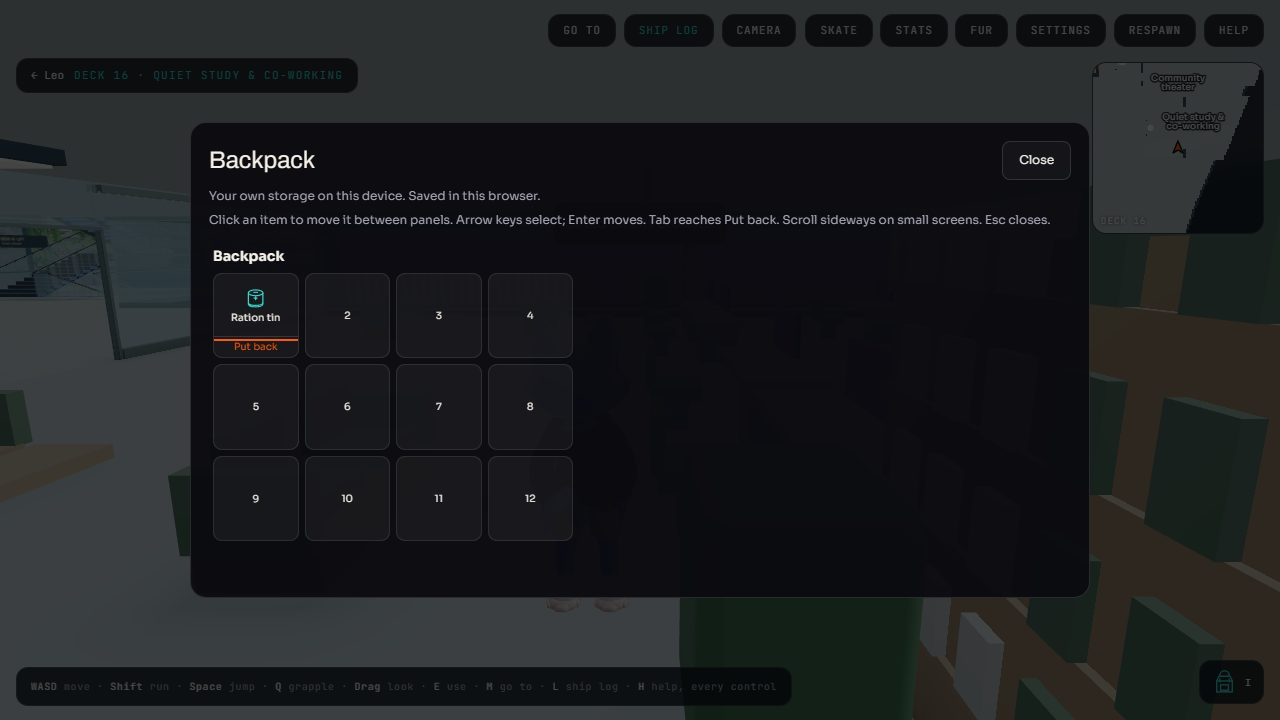 GO TO
SHIP LOG
CAMERA
SKATE
STATS
FUR
SETTINGS
RESPAWN
HELP
← Leo DECK 16 · QUIET STUDY & CO-WORKING
Community
theater
Quiet study &
co-working
DECK 16
Backpack
Close
Your own storage on this device. Saved in this browser.
Click an item to move it between panels. Arrow keys select; Enter moves. Tab reaches Put back. Scroll sideways on small screens. Esc closes.
Backpack
Ration tin
Put back
2
3
4
5
6
7
8
9
10
11
12
WASD move · Shift run · Space jump · Q grapple · Drag look · E use · M go to · L ship log · H help, every control
I